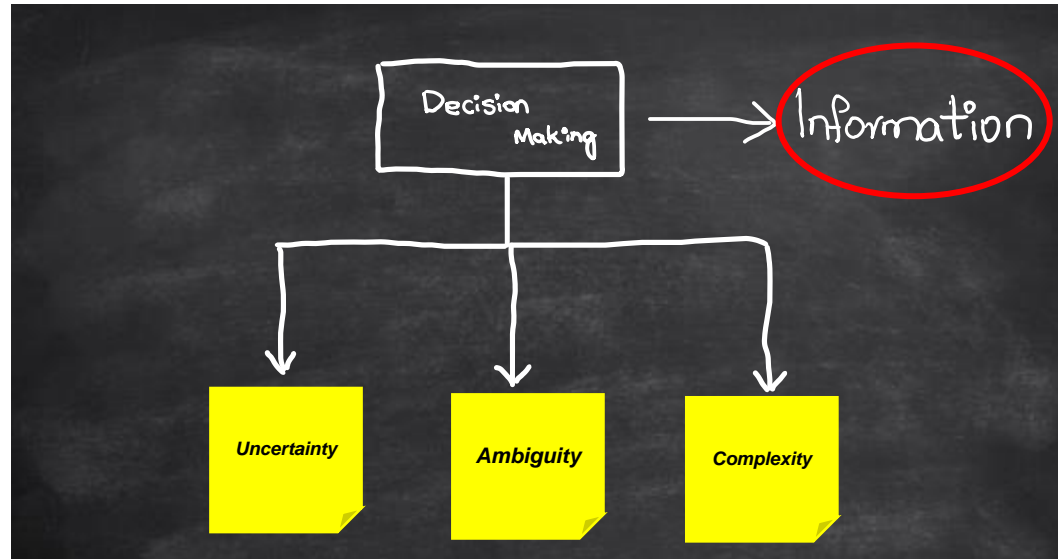 Decision
Making
Information
Uncertainty
Ambiguity
Complexity